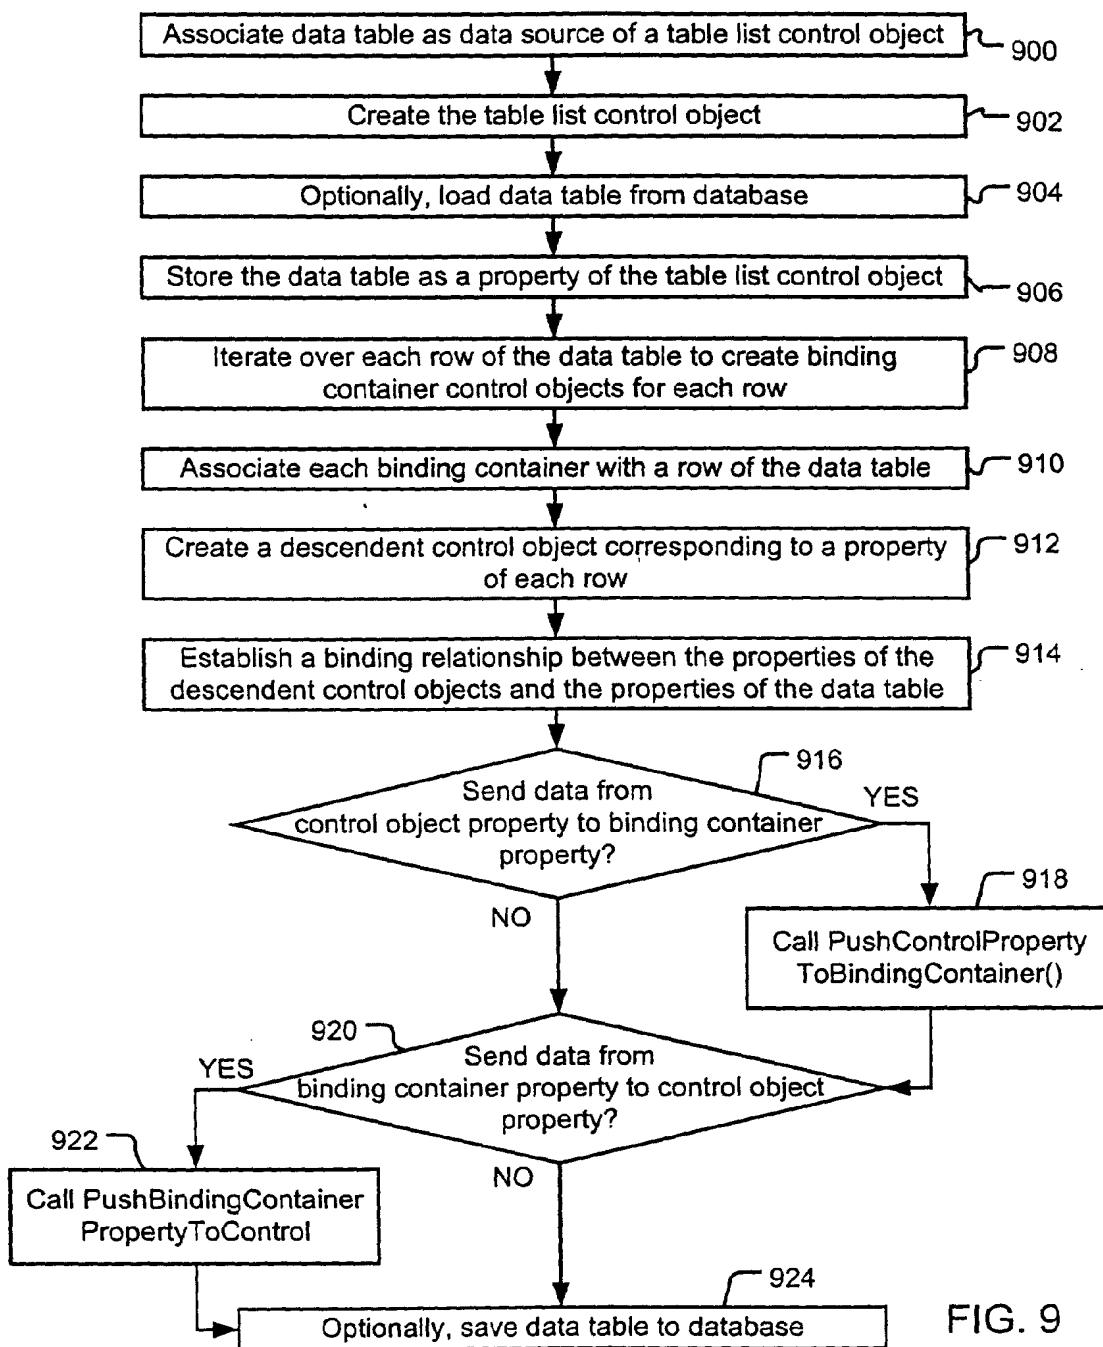 Associate data table as data source of a table list control object
900
Create the table list control object
902
Optionally, load data table from database
904
Store the data table as a property of the table list control object
906
Iterate over each row of the data table to create binding
container control objects for each row
908
Associate each binding container with a row of the data table
910
Create a descendent control object corresponding to a property
of each row
912
Establish a binding relationship between the properties of the
descendent control objects and the properties of the data table
914
916
Send data from
control object property to binding container
property?
YES
NO
918
Call PushControlProperty
ToBindingContainer()
920
Send data from
binding container property to control object
property?
YES
NO
922
Call PushBindingContainer
PropertyToControl
924
Optionally, save data table to database
FIG. 9